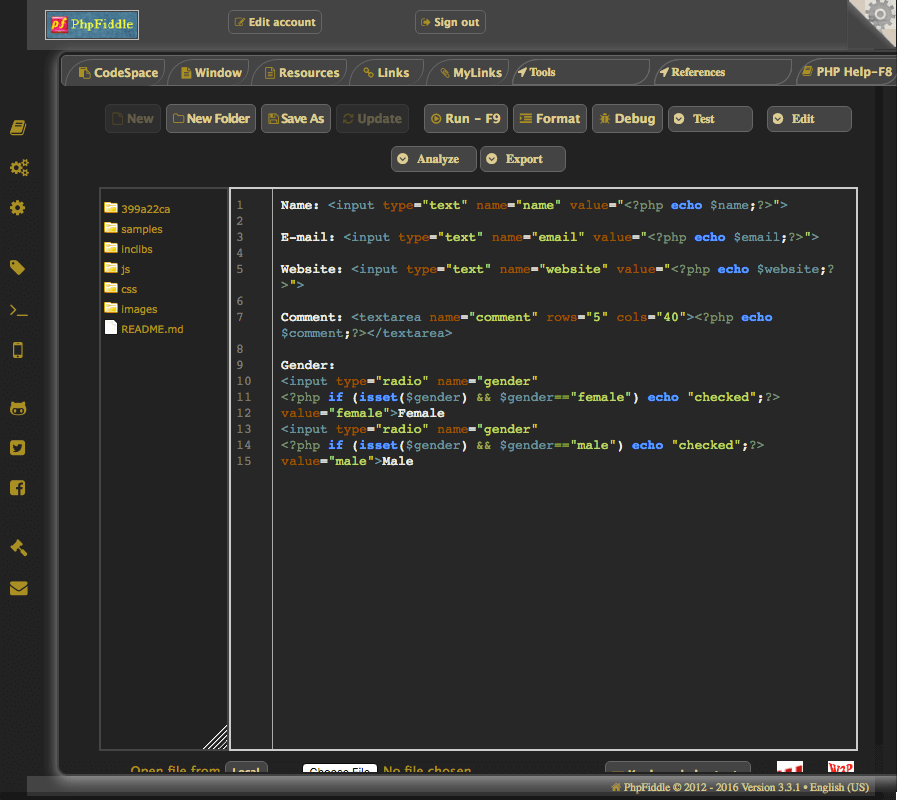 PhpFiddle
Edit account
Sign out
CodeSpace
Window
Resources
Links
MyLinks
Tools
References
PHP Help-F8
New
New Folder
Save As
Update
Run - F9
Format
Debug
Test
Edit
Analyze
Export
399a22ca
samples
inclibs
js
css
images
README.md
1 Name: <input type="text" name="name" value="<?php echo $name;?>">
2
3 E-mail: <input type="text" name="email" value="<?php echo $email;?>">
4
5 Website: <input type="text" name="website" value="<?php echo $website;?
>">
6
7 Comment: <textarea name="comment" rows="5" cols="40"><?php echo
$comment;?></textarea>
8
9 Gender:
10 <input type="radio" name="gender"
11 <?php if (isset($gender) && $gender=="female") echo "checked";?>
12 value="female">Female
13 <input type="radio" name="gender"
14 <?php if (isset($gender) && $gender=="male") echo "checked";?>
15 value="male">Male
Open file from
Local
Choose File
No file chosen
PhpFiddle © 2012 - 2016 Version 3.3.1 • English (US)